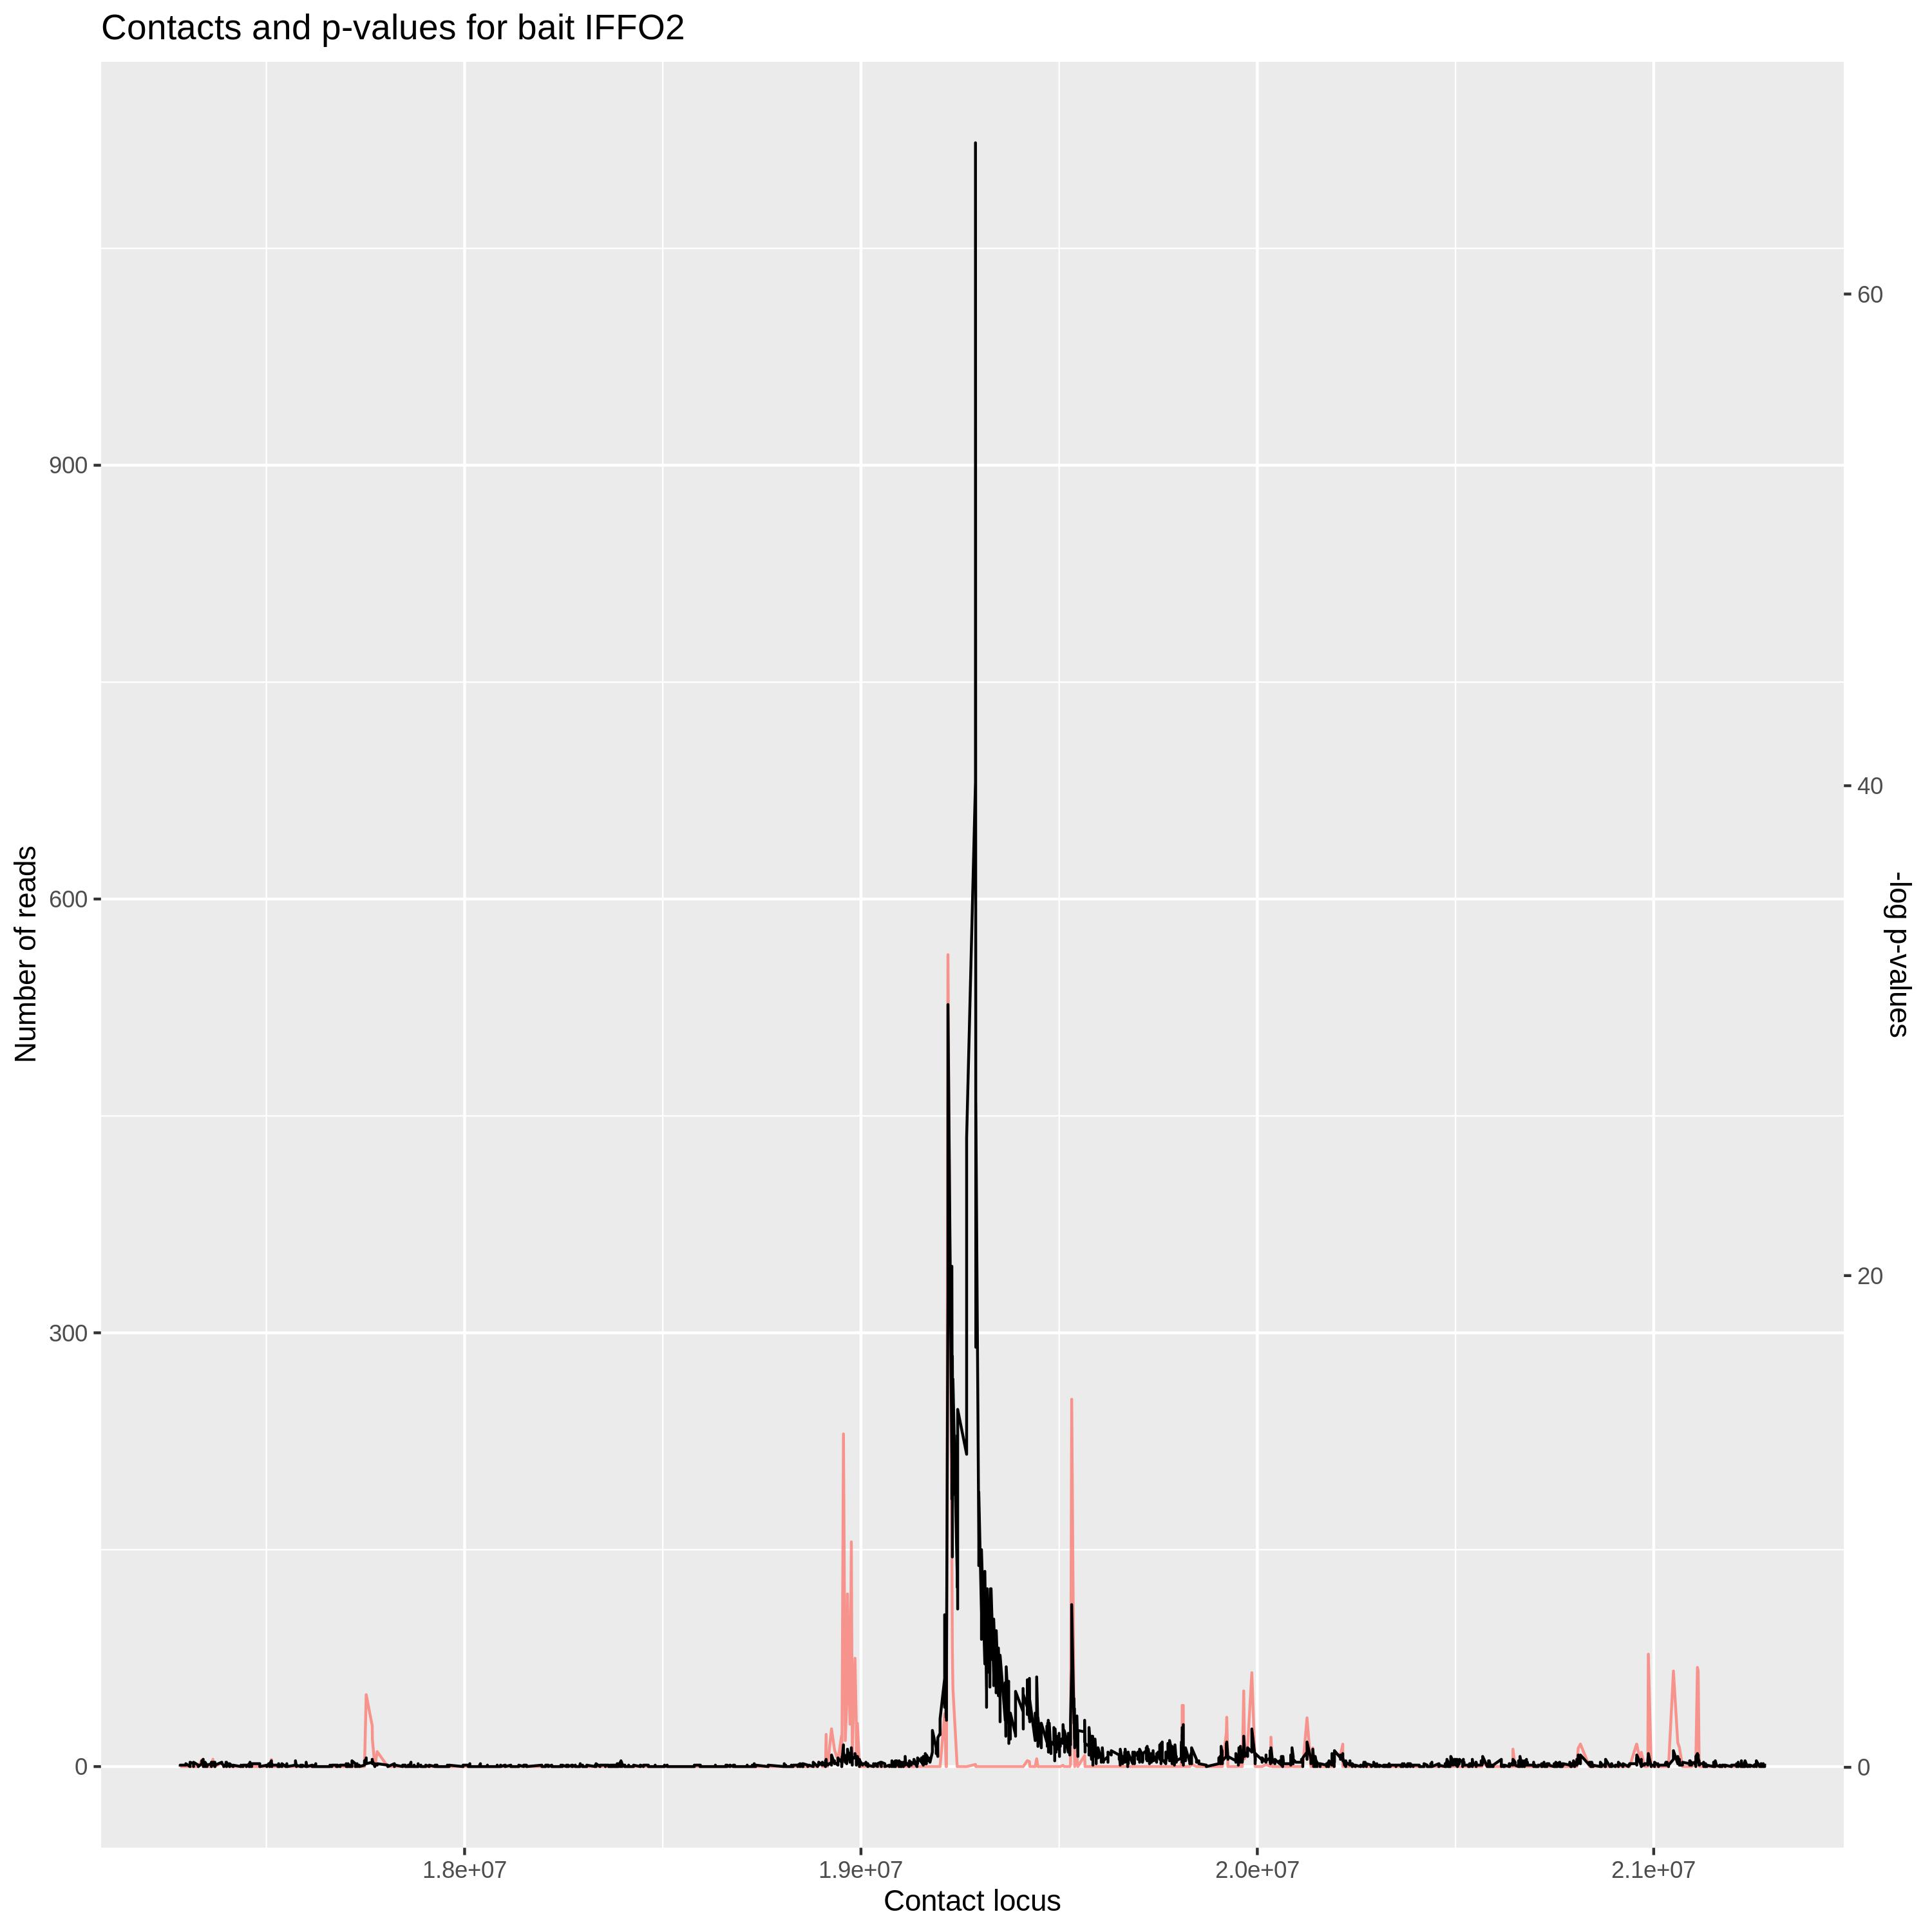 Contacts and p-values for bait IFFO2
Number of reads
900
600
300
0
60
40
20
0
-log p-values
1.8e+07
1.9e+07
2.0e+07
2.1e+07
Contact locus